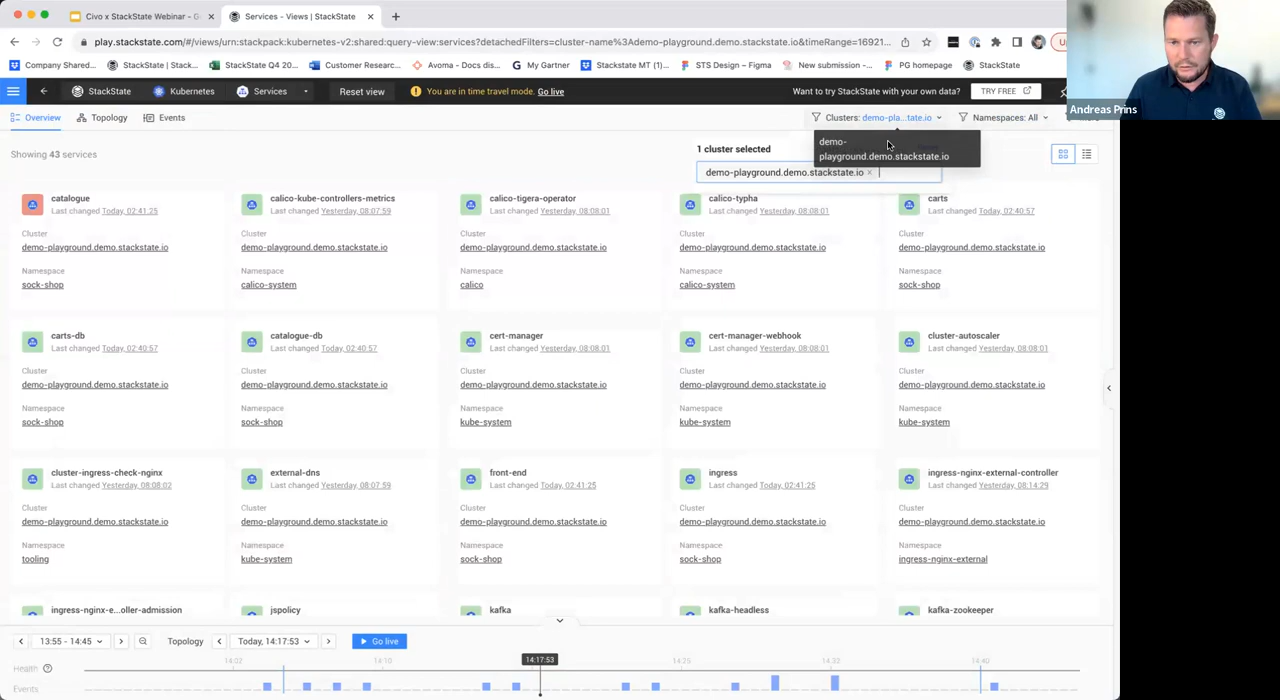 Civo x StackState Webinar - G
Services - Views | StackState
play.stackstate.com/#/views/urn:stackpack:kubernetes-v2:shared:query-view:services?detachedFilters=cluster-name%3Ademo-playground.demo.stackstate.io&timeRange=16921...
Company Shared...
StackState | Stack...
StackState Q4 20...
Customer Researc...
Avoma - Docs dis...
My Gartner
Stackstate MT (1)...
STS Design – Figma
New submission -...
PG homepage
StackState
Andreas Prins
StackState
Kubernetes
Services
Reset view
You are in time travel mode. Go live
Want to try StackState with your own data?
TRY FREE
Overview
Topology
Events
Clusters: demo-pla...tate.io
Namespaces: All
demo-
playground.demo.stackstate.io
Showing 43 services
1 cluster selected
demo-playground.demo.stackstate.io ×
catalogue
Last changed Today, 02:41:25
Cluster
demo-playground.demo.stackstate.io
Namespace
sock-shop
calico-kube-controllers-metrics
Last changed Yesterday, 08:07:59
Cluster
demo-playground.demo.stackstate.io
Namespace
calico-system
calico-tigera-operator
Last changed Yesterday, 08:08:01
Cluster
demo-playground.demo.stackstate.io
Namespace
calico
calico-typha
Last changed Yesterday, 08:08:01
Cluster
demo-playground.demo.stackstate.io
Namespace
calico-system
carts
Last changed Today, 02:40:57
Cluster
demo-playground.demo.stackstate.io
Namespace
sock-shop
carts-db
Last changed Today, 02:40:57
Cluster
demo-playground.demo.stackstate.io
Namespace
sock-shop
catalogue-db
Last changed Today, 02:40:57
Cluster
demo-playground.demo.stackstate.io
Namespace
sock-shop
cert-manager
Last changed Yesterday, 08:08:01
Cluster
demo-playground.demo.stackstate.io
Namespace
kube-system
cert-manager-webhook
Last changed Yesterday, 08:08:01
Cluster
demo-playground.demo.stackstate.io
Namespace
kube-system
cluster-autoscaler
Last changed Yesterday, 08:08:01
Cluster
demo-playground.demo.stackstate.io
Namespace
kube-system
cluster-ingress-check-nginx
Last changed Yesterday, 08:08:02
Cluster
demo-playground.demo.stackstate.io
Namespace
tooling
external-dns
Last changed Yesterday, 08:07:59
Cluster
demo-playground.demo.stackstate.io
Namespace
kube-system
front-end
Last changed Today, 02:41:25
Cluster
demo-playground.demo.stackstate.io
Namespace
sock-shop
ingress
Last changed Today, 02:41:25
Cluster
demo-playground.demo.stackstate.io
Namespace
sock-shop
ingress-nginx-external-controller
Last changed Yesterday, 08:14:29
Cluster
demo-playground.demo.stackstate.io
Namespace
ingress-nginx-external
ingress-nginx-e...oller-admission
jspolicy
kafka
kafka-headless
kafka-zookeeper
13:55 - 14:45
Topology
Today, 14:17:53
Go live
14:02
14:10
14:17:53
14:25
14:32
14:40
Health
Events